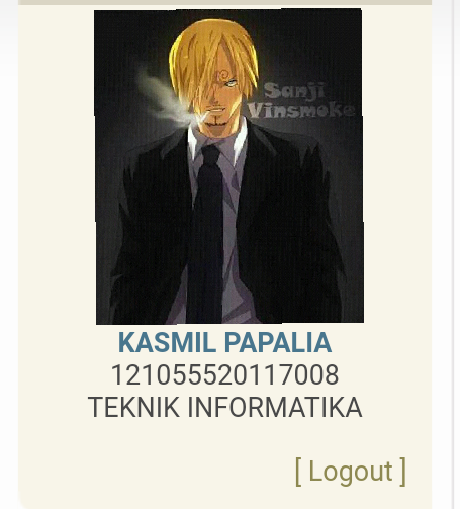 Sanji
Vinsmoke
KASMIL PAPALIA
121055520117008
TEKNIK INFORMATIKA
[ Logout ]